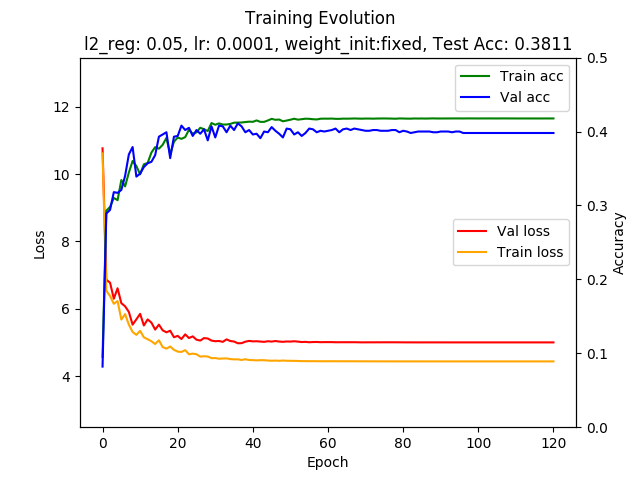 Training Evolution
l2_reg: 0.05, lr: 0.0001, weight_init:fixed, Test Acc: 0.3811
Train acc
Val acc
Val loss
Train loss
Loss
12
10
8
6
4
Accuracy
0.5
0.4
0.3
0.2
0.1
0.0
0 20 40 60 80 100 120
Epoch